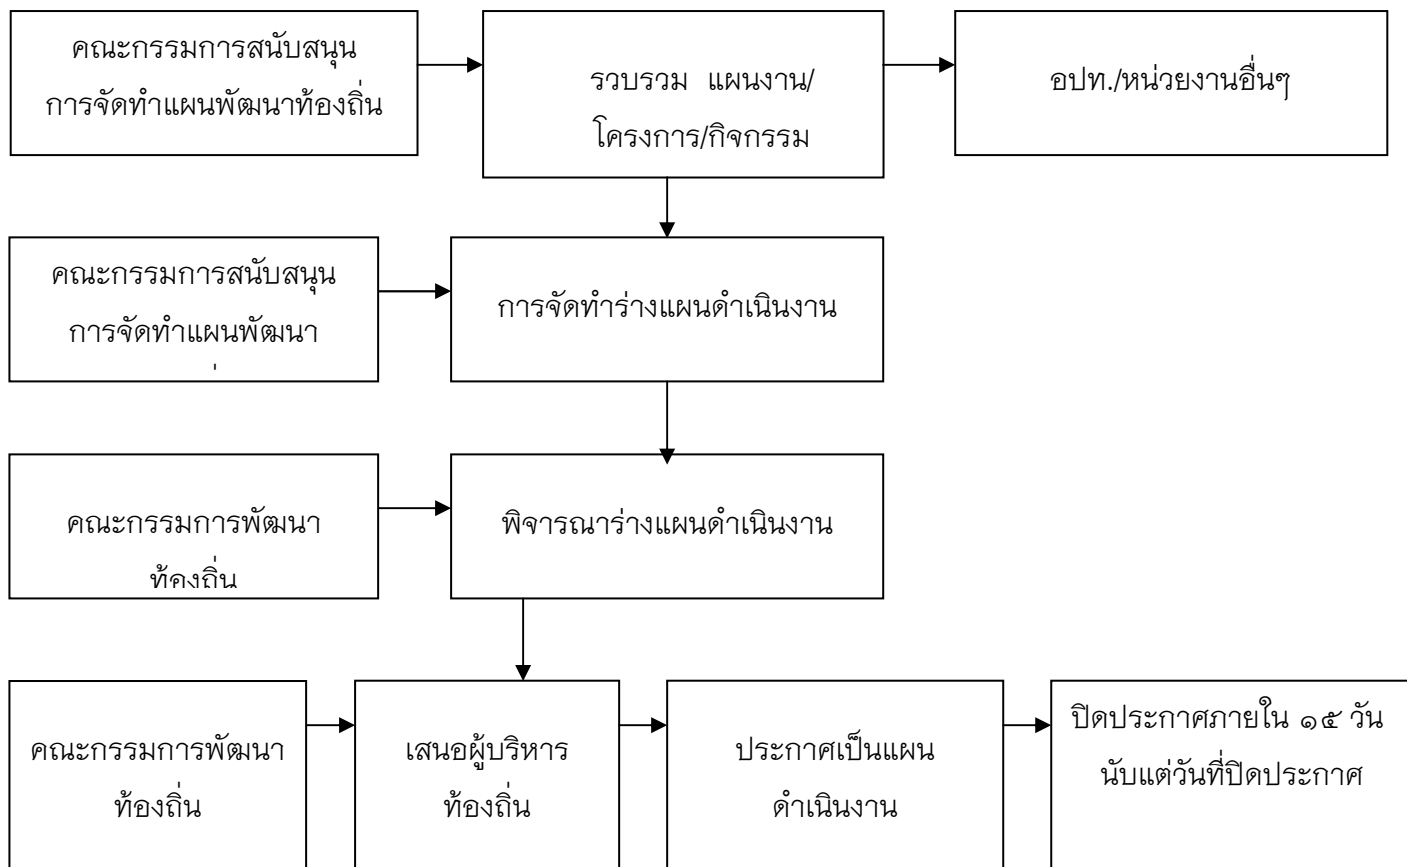 คณะกรรมการสนับสนุน
การจัดทำแผนพัฒนาท้องถิ่น
รวบรวม แผนงาน/
โครงการ/กิจกรรม
อปท./หน่วยงานอื่นๆ
คณะกรรมการสนับสนุน
การจัดทำแผนพัฒนา
การจัดทำร่างแผนดำเนินงาน
คณะกรรมการพัฒนา
ท้องถิ่น
พิจารณาร่างแผนดำเนินงาน
คณะกรรมการพัฒนา
ท้องถิ่น
เสนอผู้บริหาร
ท้องถิ่น
ประกาศเป็นแผน
ดำเนินงาน
ปิดประกาศภายใน ๑๕ วัน
นับแต่วันที่ปิดประกาศ